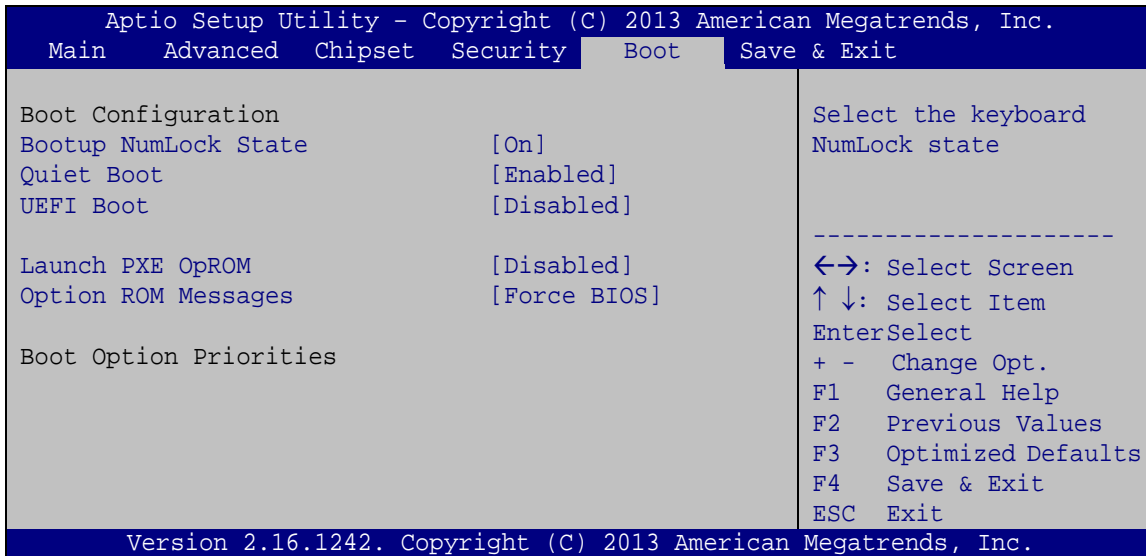 Aptio Setup Utility – Copyright (C) 2013 American Megatrends, Inc.
Main Advanced Chipset Security Boot Save & Exit
Boot Configuration
Bootup NumLock State [On]
Quiet Boot [Enabled]
UEFI Boot [Disabled]
Launch PXE OpROM [Disabled]
Option ROM Messages [Force BIOS]
Boot Option Priorities
Select the keyboard
NumLock state
---------------------
←→: Select Screen
↑ ↓: Select Item
EnterSelect
+ - Change Opt.
F1 General Help
F2 Previous Values
F3 Optimized Defaults
F4 Save & Exit
ESC Exit
Version 2.16.1242. Copyright (C) 2013 American Megatrends, Inc.